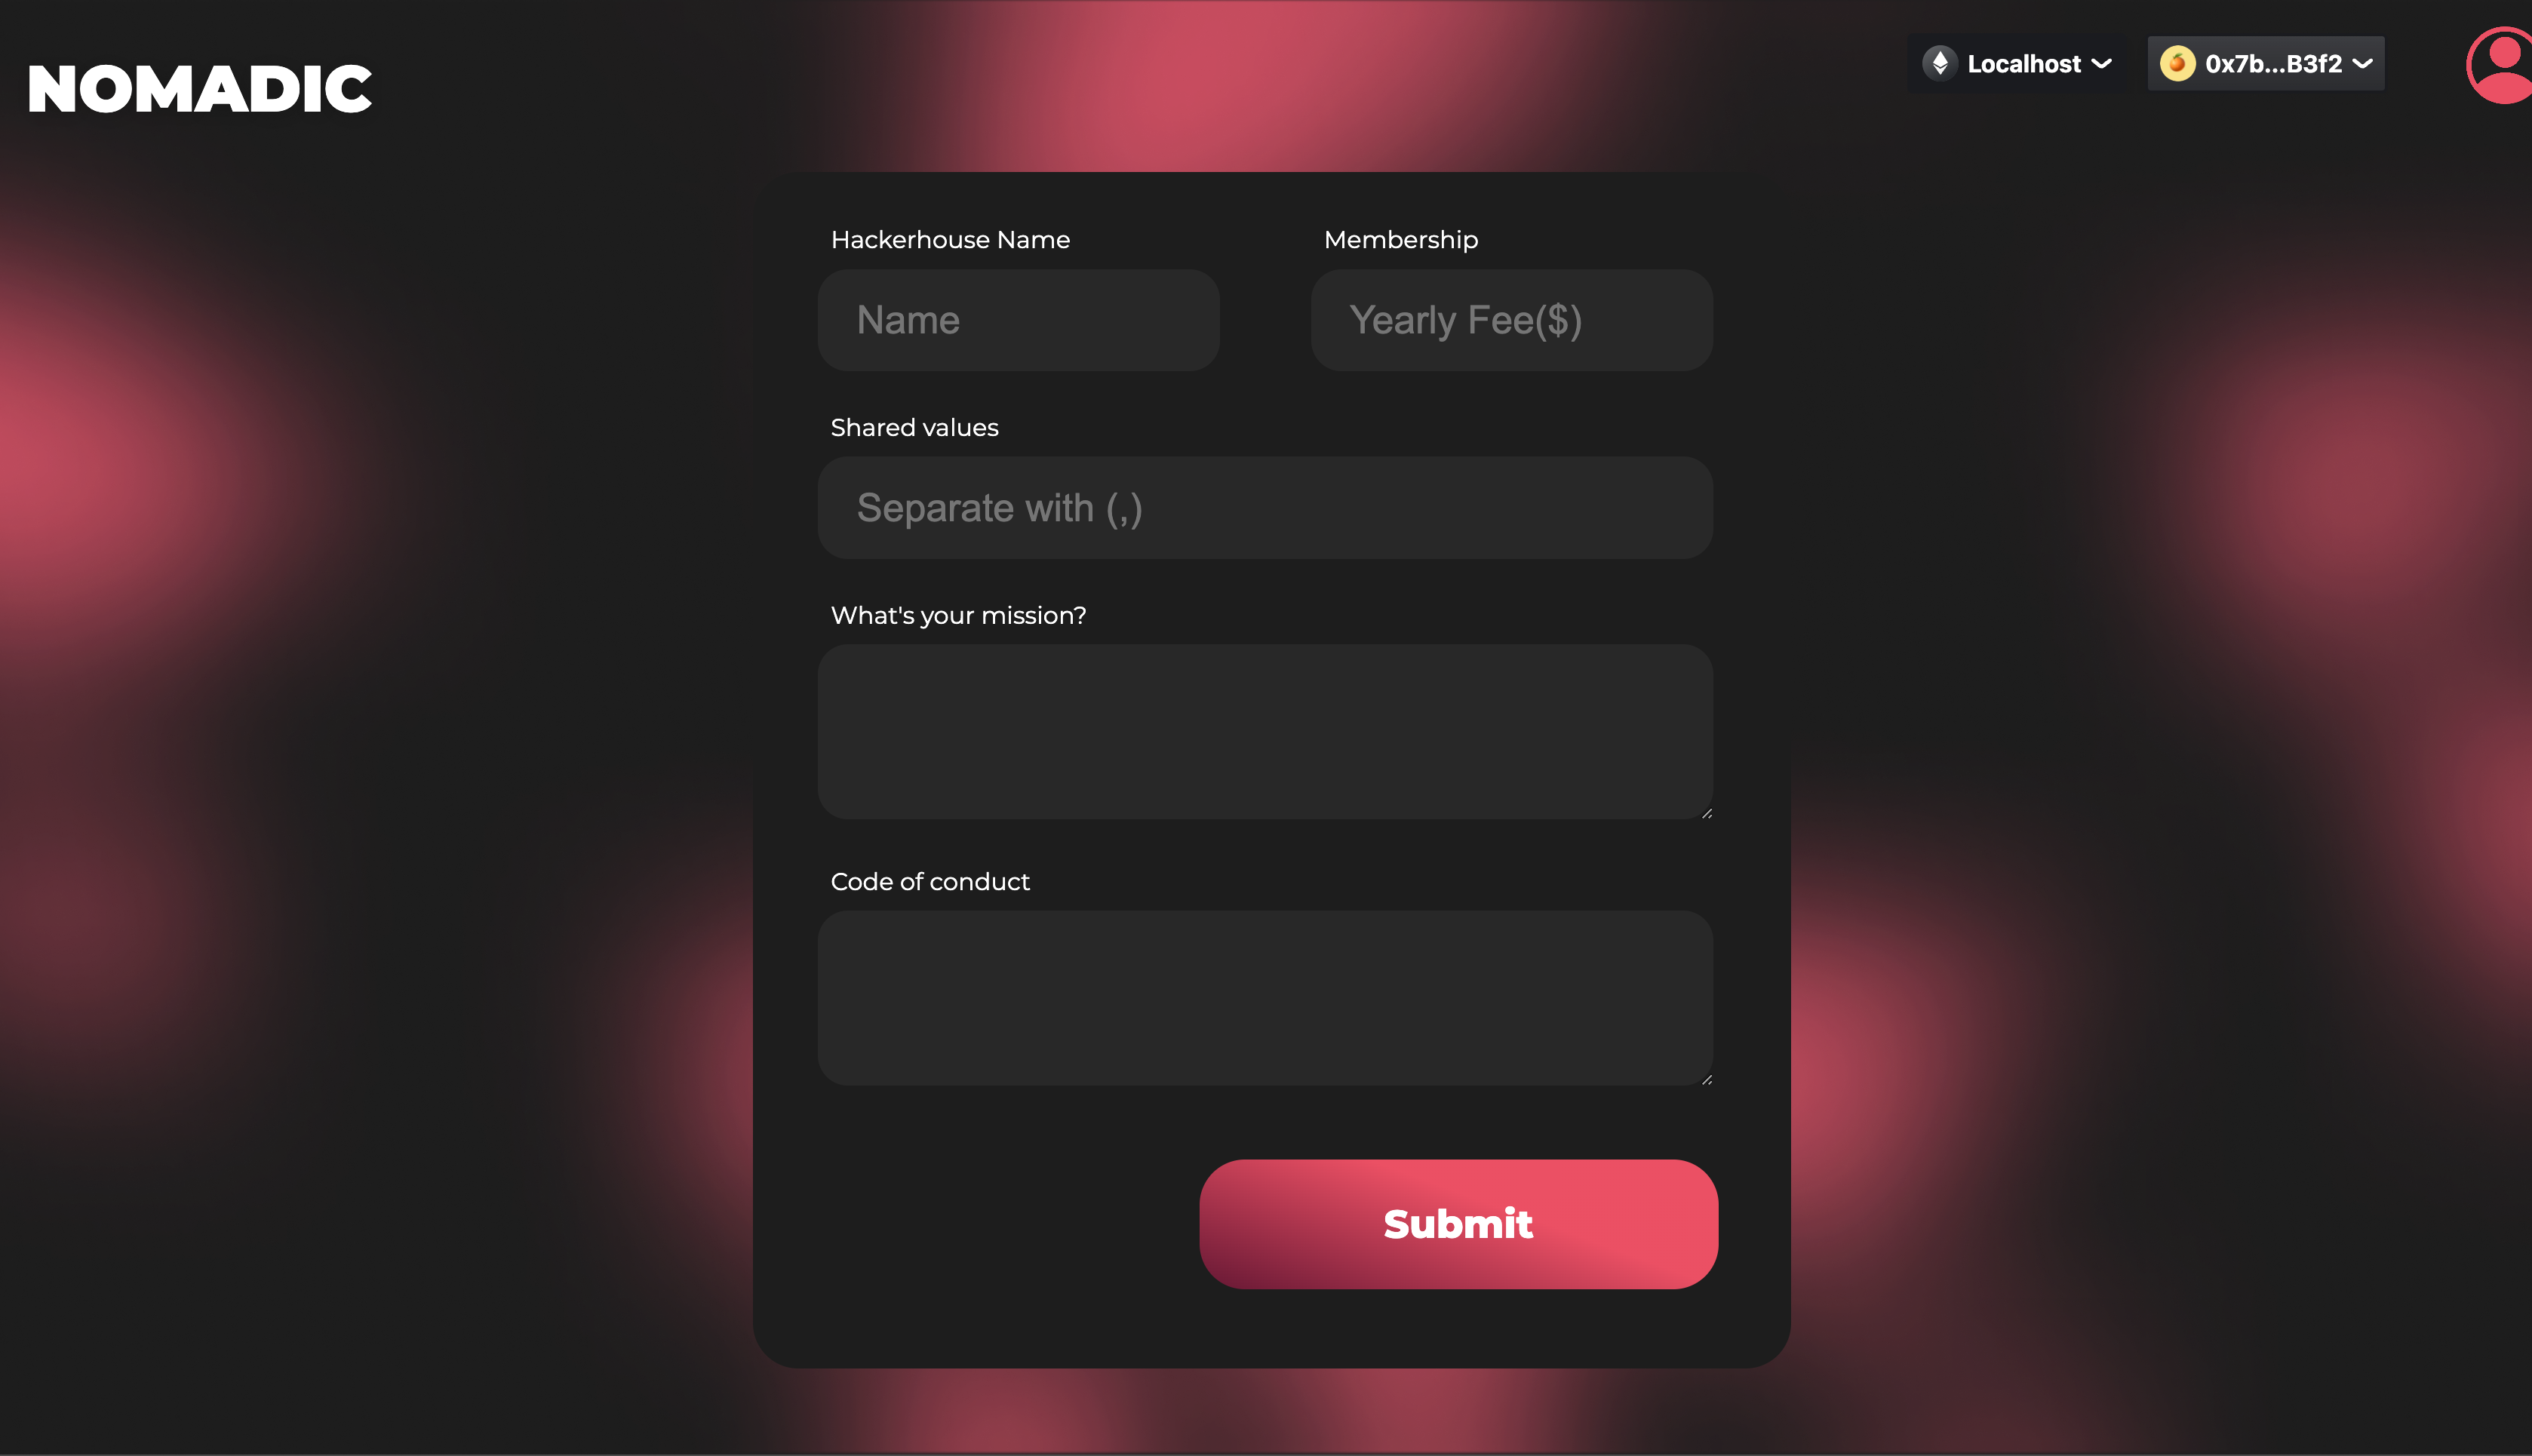 NOMADIC
Localhost
0x7b...B3f2
Hackerhouse Name
Membership
Name
Yearly Fee($)
Shared values
Separate with (,)
What's your mission?
Code of conduct
Submit